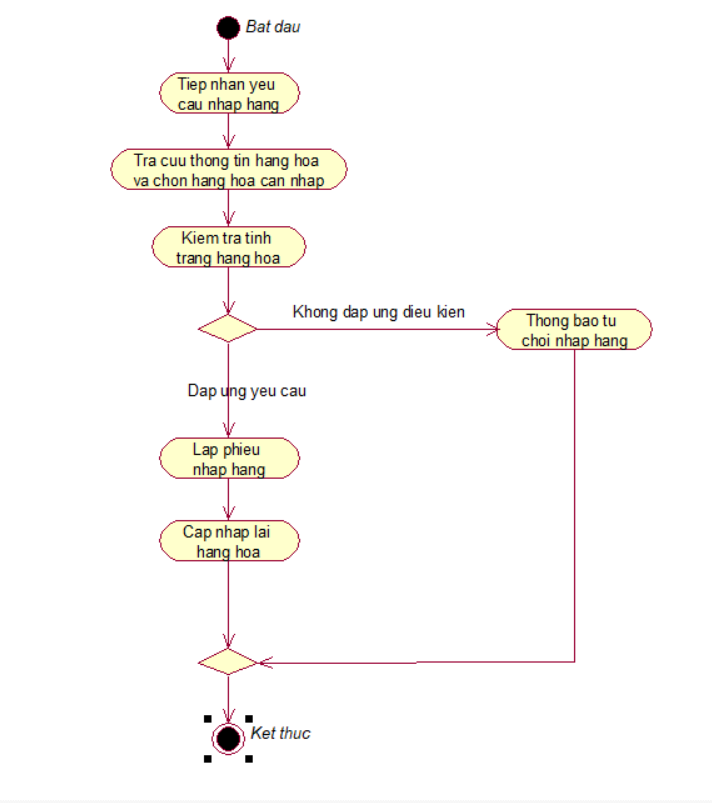 Bat dau
Tiep nhan yeu
cau nhap hang
Tra cuu thong tin hang hoa
va chon hang hoa can nhap
Kiem tra tinh
trang hang hoa
Khong dap ung dieu kien
Thong bao tu
choi nhap hang
Dap ung yeu cau
Lap phieu
nhap hang
Cap nhap lai
hang hoa
Ket thuc